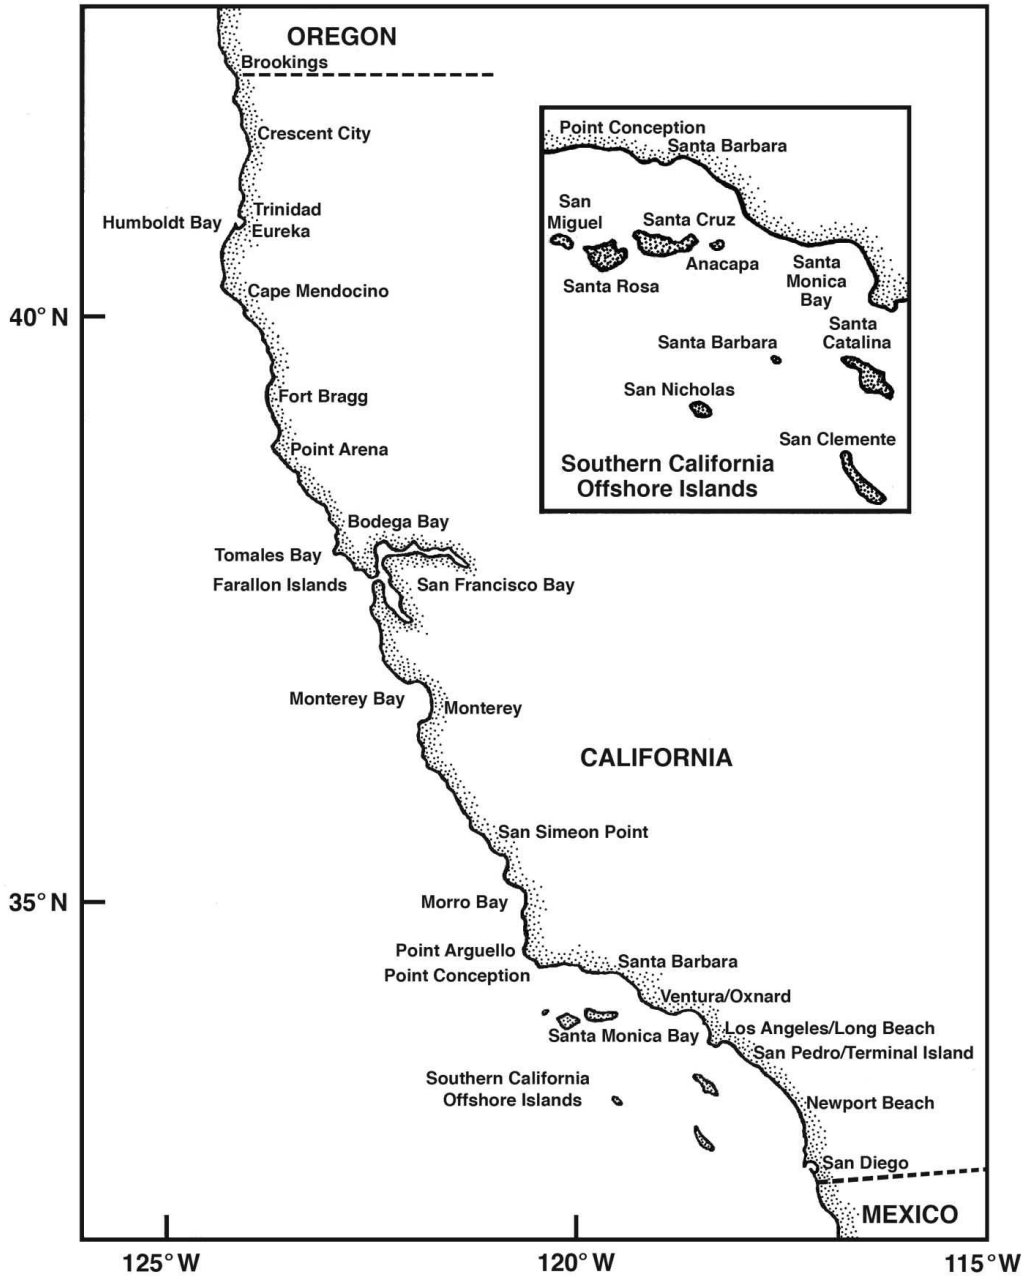 OREGON
Brookings
Crescent City
Trinidad
Humboldt Bay
Eureka
Cape Mendocino
40° N
Fort Bragg
Point Arena
Bodega Bay
Tomales Bay
Farallon Islands
San Francisco Bay
Monterey Bay
Monterey
CALIFORNIA
San Simeon Point
35° N
Morro Bay
Point Arguello
Point Conception
Santa Barbara
Ventura/Oxnard
Los Angeles/Long Beach
Santa Monica Bay
San Pedro/Terminal Island
Southern California
Offshore Islands
Newport Beach
San Diego
MEXICO
125° W
120° W
115° W
Point Conception
Santa Barbara
San
Miguel
Santa Cruz
Anacapa
Santa Rosa
Santa
Monica
Bay
Santa Barbara
Santa
Catalina
San Nicholas
San Clemente
Southern California
Offshore Islands